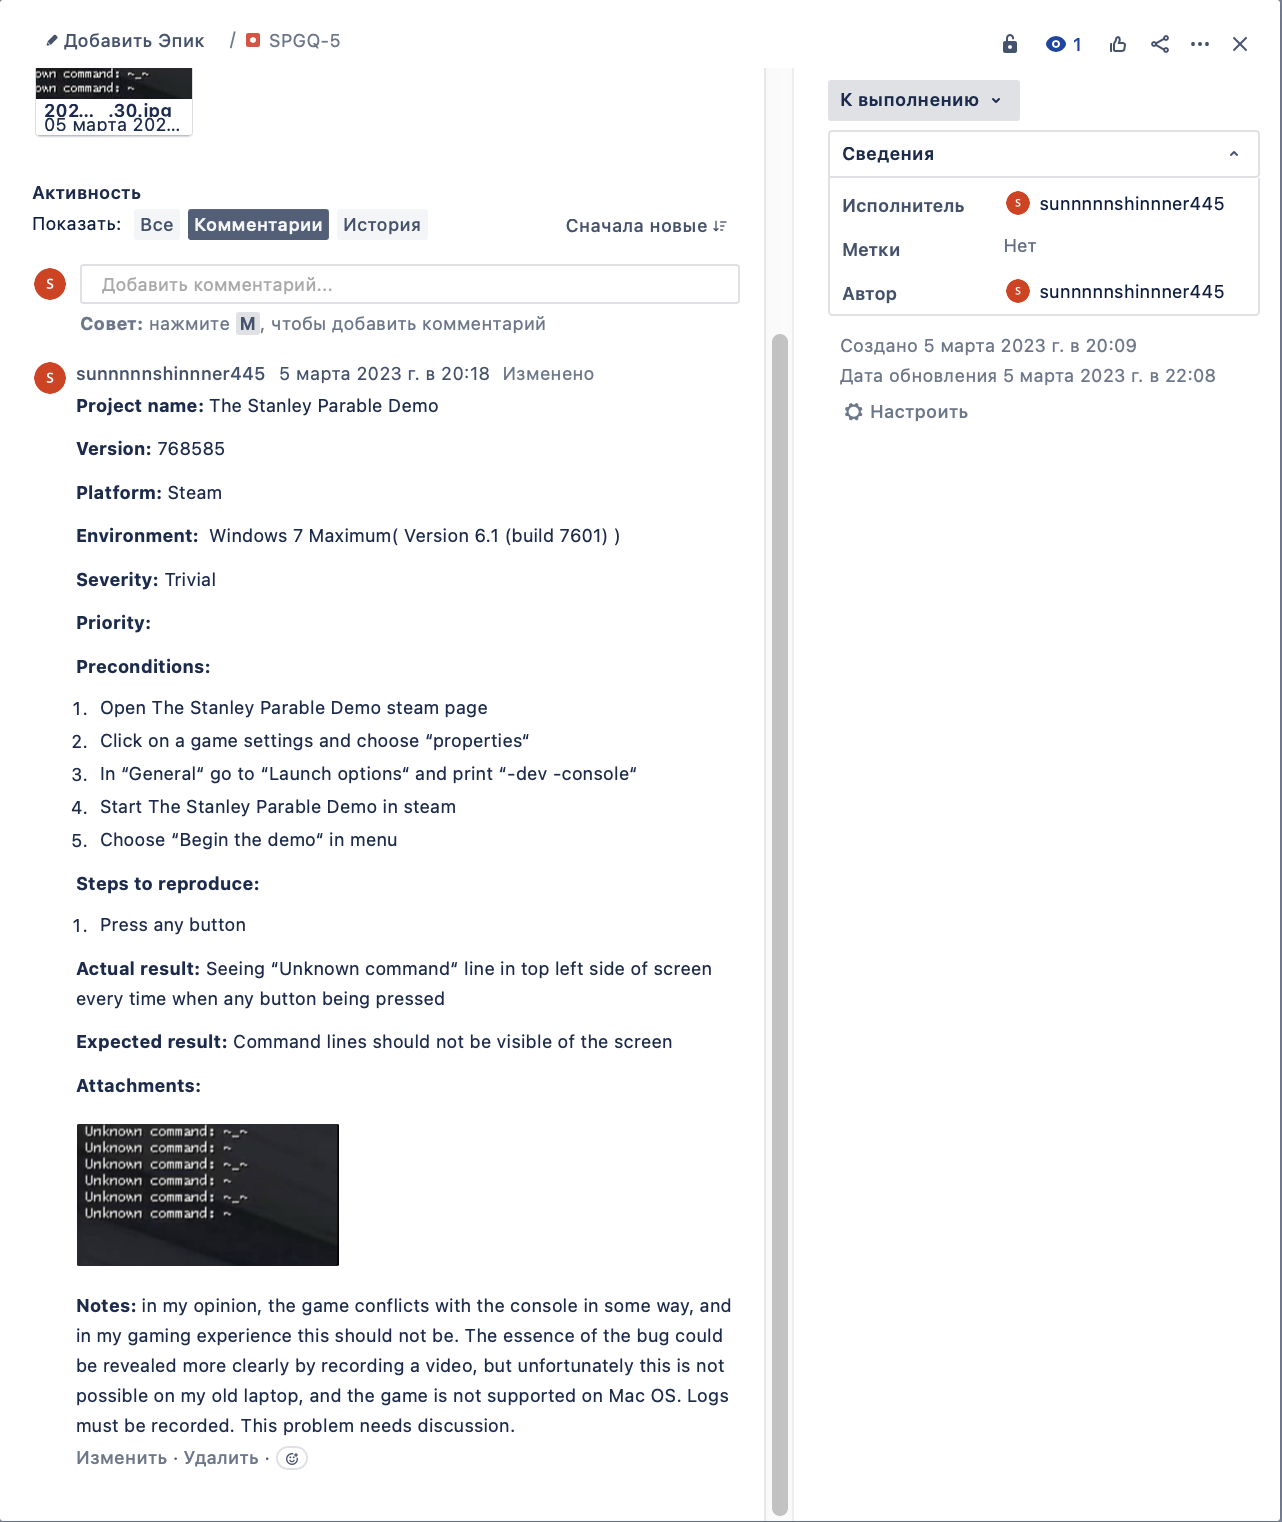 Добавить Эпик / SPGQ-5
1
own command: ~_~
own command: ~
202... .30.jpg
05 марта 202...
Активность
Показать: Все Комментарии История Сначала новые
S Добавить комментарий...
Совет: нажмите M, чтобы добавить комментарий
S sunnnnnshinnner445 5 марта 2023 г. в 20:18 Изменено
Project name: The Stanley Parable Demo
Version: 768585
Platform: Steam
Environment: Windows 7 Maximum( Version 6.1 (build 7601) )
Severity: Trivial
Priority:
Preconditions:
1. Open The Stanley Parable Demo steam page
2. Click on a game settings and choose “properties“
3. In “General“ go to “Launch options“ and print “-dev -console“
4. Start The Stanley Parable Demo in steam
5. Choose “Begin the demo“ in menu
Steps to reproduce:
1. Press any button
Actual result: Seeing “Unknown command“ line in top left side of screen
every time when any button being pressed
Expected result: Command lines should not be visible of the screen
Attachments:
Unknown command: ~_~
Unknown command: ~
Unknown command: ~_~
Unknown command: ~
Unknown command: ~_~
Unknown command: ~
Notes: in my opinion, the game conflicts with the console in some way, and
in my gaming experience this should not be. The essence of the bug could
be revealed more clearly by recording a video, but unfortunately this is not
possible on my old laptop, and the game is not supported on Mac OS. Logs
must be recorded. This problem needs discussion.
Изменить · Удалить ·
К выполнению
Сведения
Исполнитель S sunnnnnshinnner445
Метки Нет
Автор S sunnnnnshinnner445
Создано 5 марта 2023 г. в 20:09
Дата обновления 5 марта 2023 г. в 22:08
Настроить